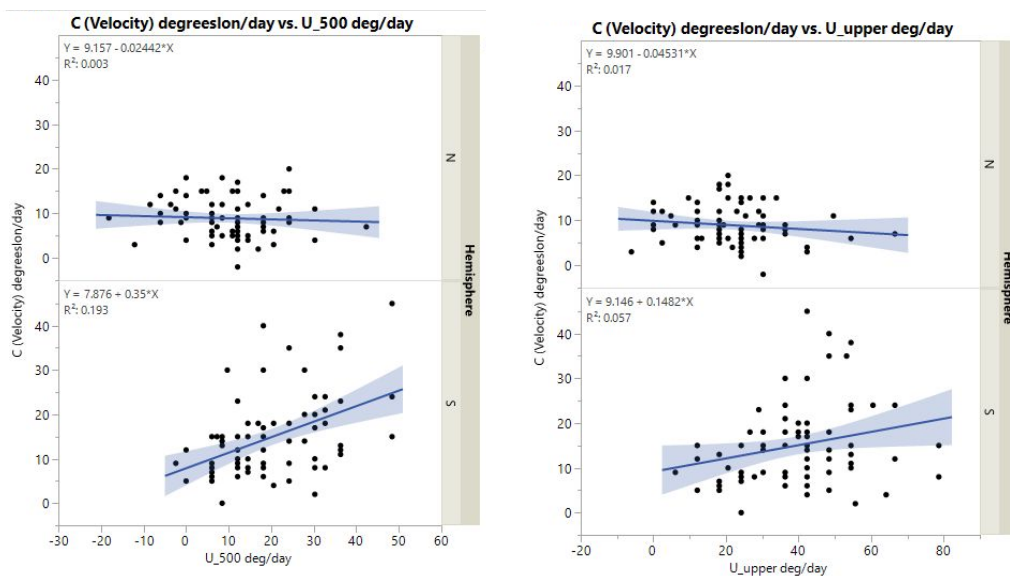 C (Velocity) degreeslon/day vs. U_500 deg/day
Y = 9.157 - 0.02442*X
R²: 0.003
40
30
20
10
0
N
Y = 7.876 + 0.35*X
R²: 0.193
40
30
20
10
0
S
C (Velocity) degreeslon/day
Hemisphere
-30 -20 -10 0 10 20 30 40 50 60
U_500 deg/day
C (Velocity) degreeslon/day vs. U_upper deg/day
Y = 9.901 - 0.04531*X
R²: 0.017
40
30
20
10
0
N
Y = 9.146 + 0.1482*X
R²: 0.057
40
30
20
10
0
S
C (Velocity) degreeslon/day
Hemisphere
-20 0 20 40 60 80
U_upper deg/day